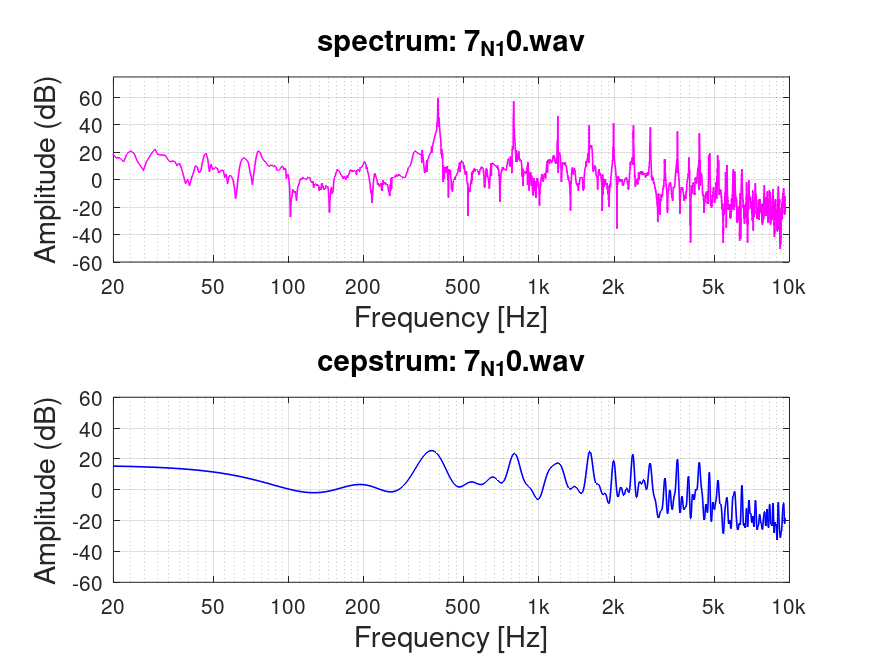 spectrum: 7N10.wav
Amplitude (dB)
60
40
20
0
-20
-40
-60
20 50 100 200 500 1k 2k 5k 10k
Frequency [Hz]
cepstrum: 7N10.wav
Amplitude (dB)
60
40
20
0
-20
-40
-60
20 50 100 200 500 1k 2k 5k 10k
Frequency [Hz]